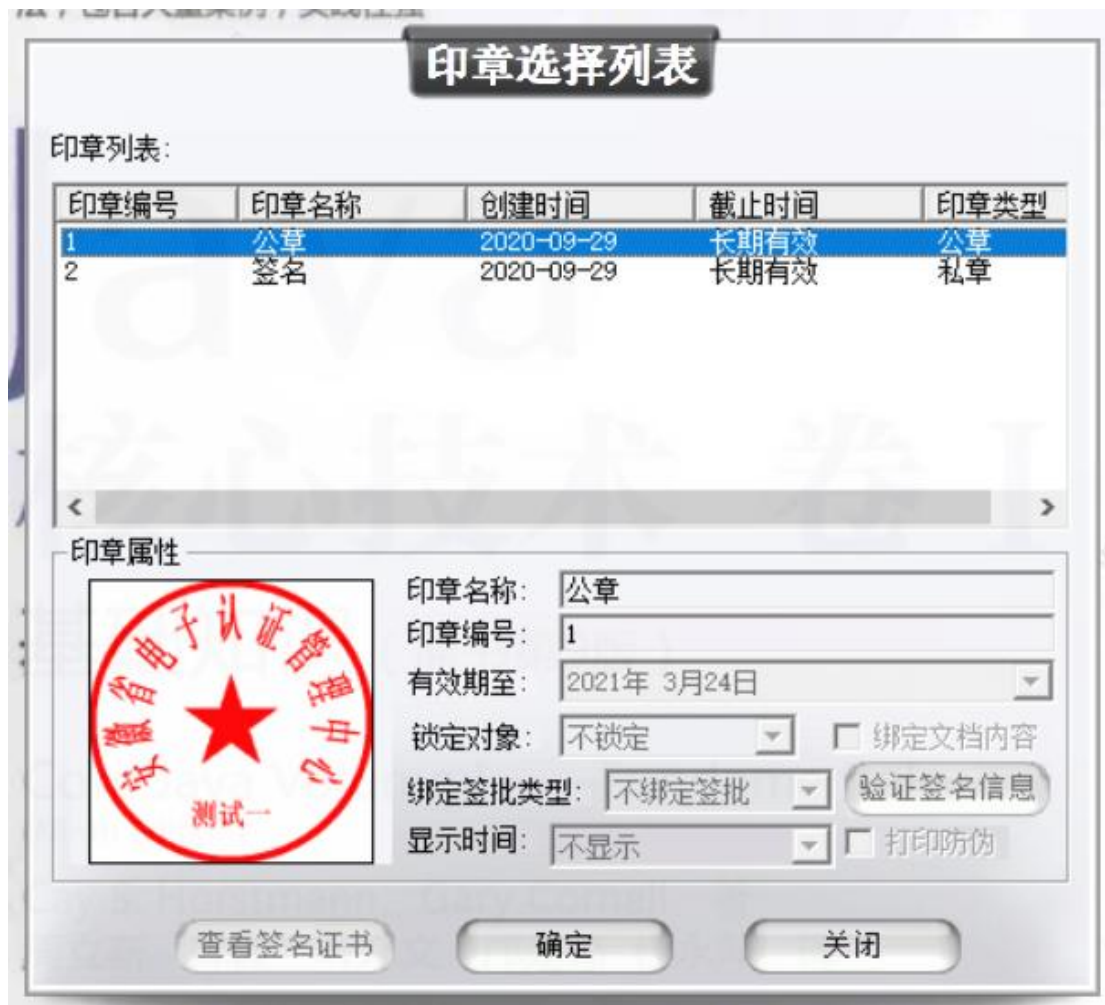 印章选择列表
印章列表:
印章编号 印章名称 创建时间 截止时间 印章类型
1 公章 2020-09-29 长期有效 公章
2 签名 2020-09-29 长期有效 私章
Java
核心技术 卷 I
印章属性
安徽省电子认证管理中心
测试一
印章名称: 公章
印章编号: 1
有效期至: 2021年 3月24日
锁定对象: 不锁定 绑定文档内容
绑定签批类型: 不绑定签批 验证签名信息
显示时间: 不显示 打印防伪
查看签名证书 确定 关闭